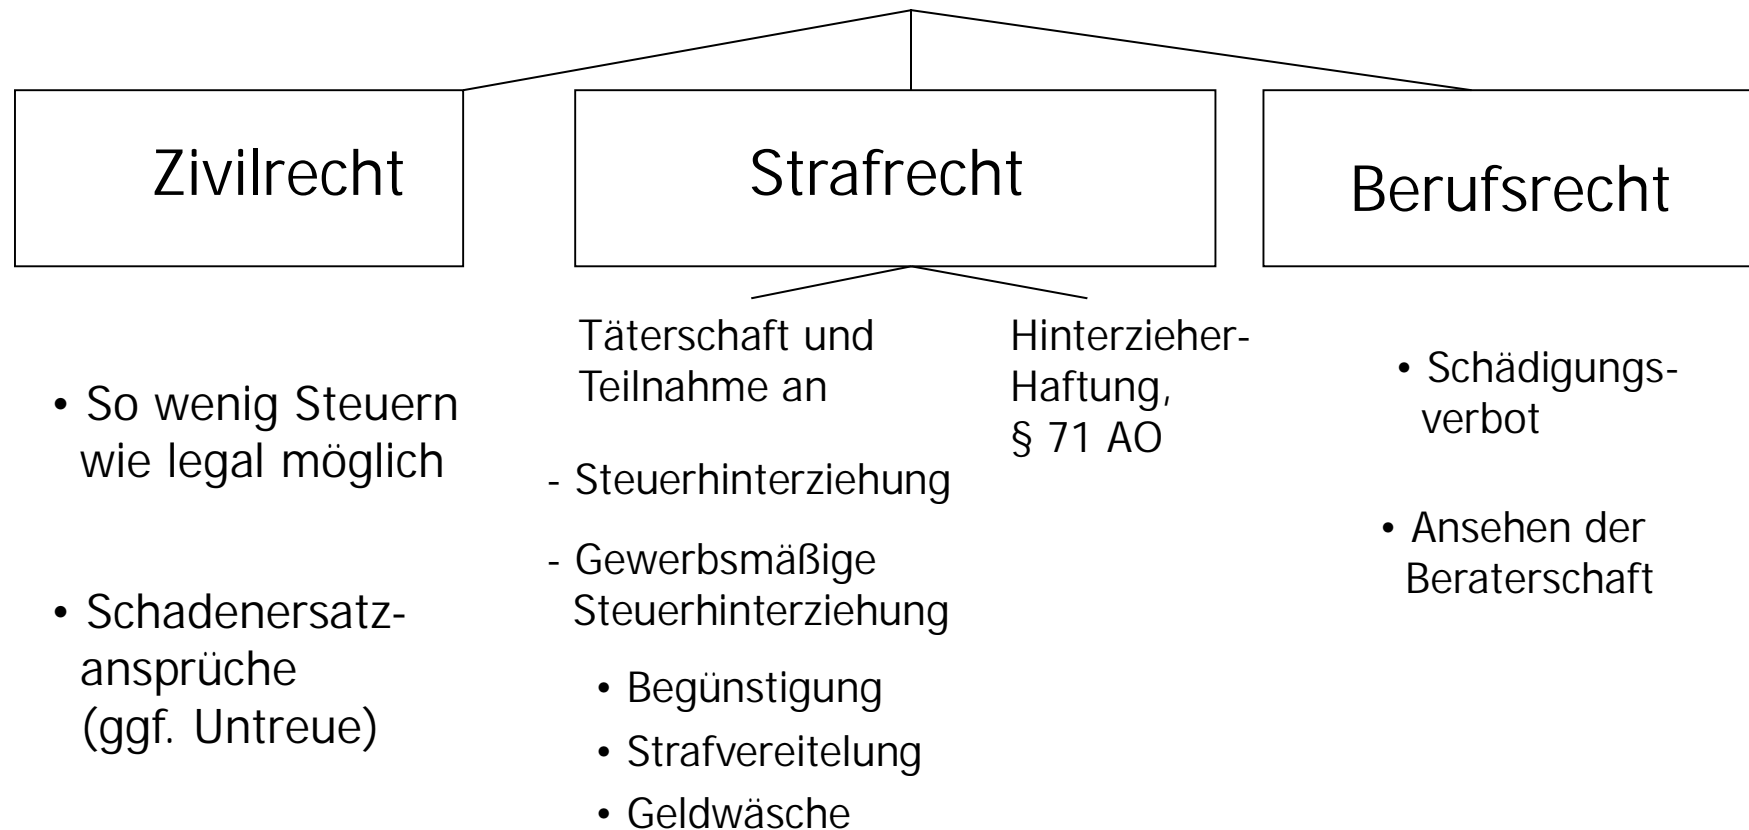 Zivilrecht
• So wenig Steuern
wie legal möglich
• Schadenersatz-
ansprüche
(ggf. Untreue)
Strafrecht
Täterschaft und
Teilnahme an
- Steuerhinterziehung
- Gewerbsmäßige
Steuerhinterziehung
• Begünstigung
• Strafvereitelung
• Geldwäsche
Hinterzieher-
Haftung,
§ 71 AO
Berufsrecht
• Schädigungs-
verbot
• Ansehen der
Beraterschaft